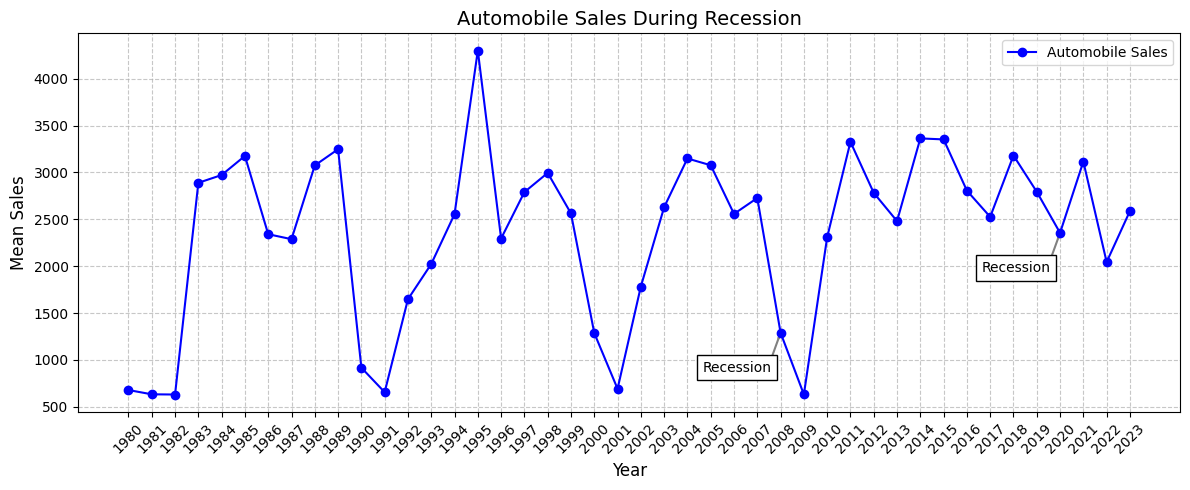 Automobile Sales During Recession
Automobile Sales
Mean Sales
4000
3500
3000
2500
2000
1500
1000
500
Recession
Recession
1980 1981 1982 1983 1984 1985 1986 1987 1988 1989 1990 1991 1992 1993 1994 1995 1996 1997 1998 1999 2000 2001 2002 2003 2004 2005 2006 2007 2008 2009 2010 2011 2012 2013 2014 2015 2016 2017 2018 2019 2020 2021 2022 2023
Year